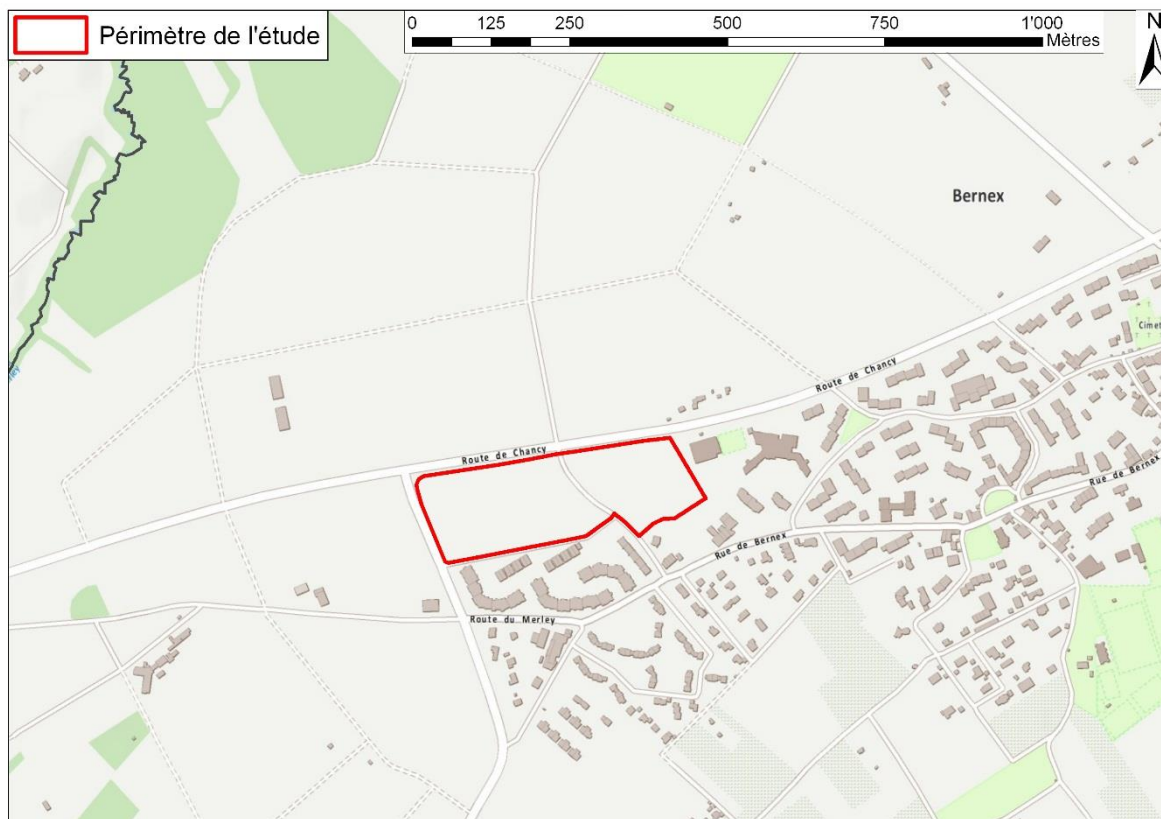 Périmètre de l'étude
0 125 250 500 750 1'000
Mètres
N
Bernex
Cimet
Route de Chancy
Route de Chancy
Rue de Bernex
Rue de Bernex
Route du Merley